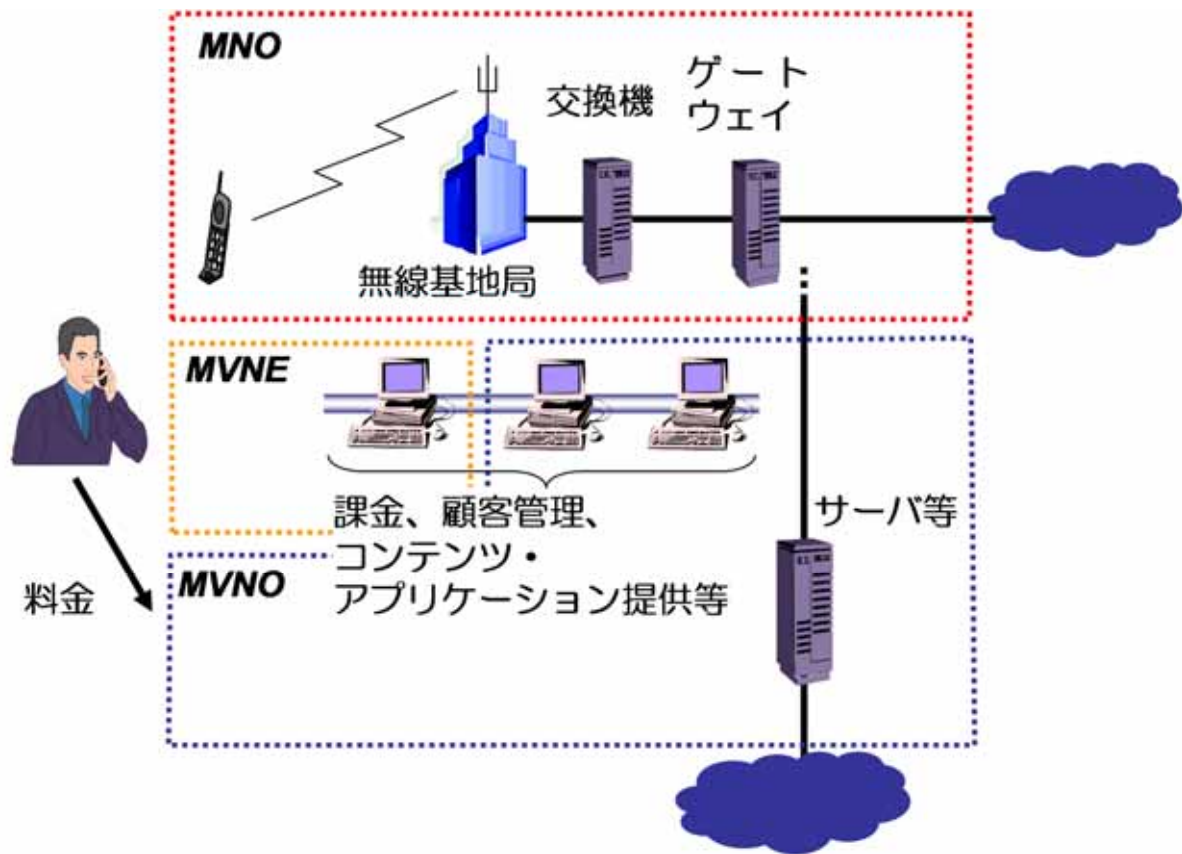 MNO
交換機
ゲート
ウェイ
無線基地局
MVNE
課金、顧客管理、
コンテンツ・
アプリケーション提供等
サーバ等
MVNO
料金